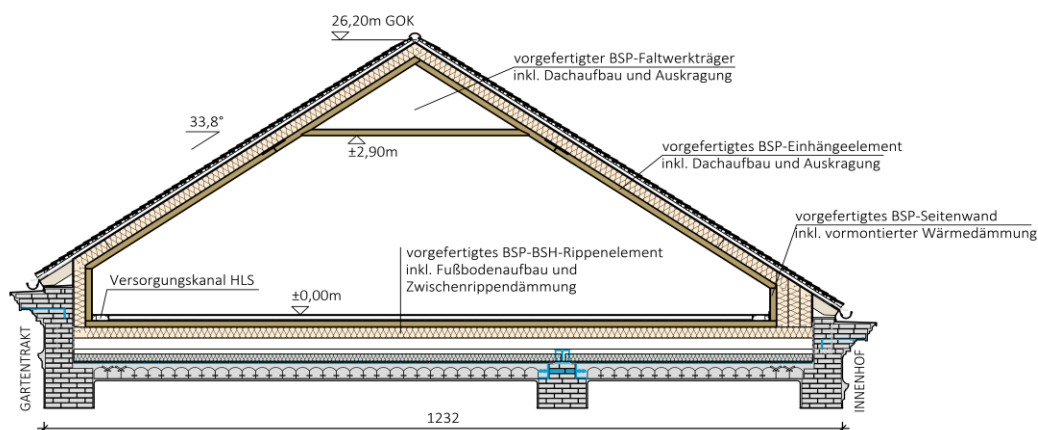 26,20m GOK
vorgefertigter BSP-Faltwerkträger
inkl. Dachaufbau und Auskragung
33,8°
±2,90m
vorgefertigtes BSP-Einhängeelement
inkl. Dachaufbau und Auskragung
vorgefertigtes BSP-Seitenwand
inkl. vormontierter Wärmedämmung
vorgefertigtes BSP-BSH-Rippenelement
inkl. Fußbodenaufbau und
Zwischenrippendämmung
Versorgungskanal HLS
±0,00m
GARTENTRAKT
INNENHOF
1232